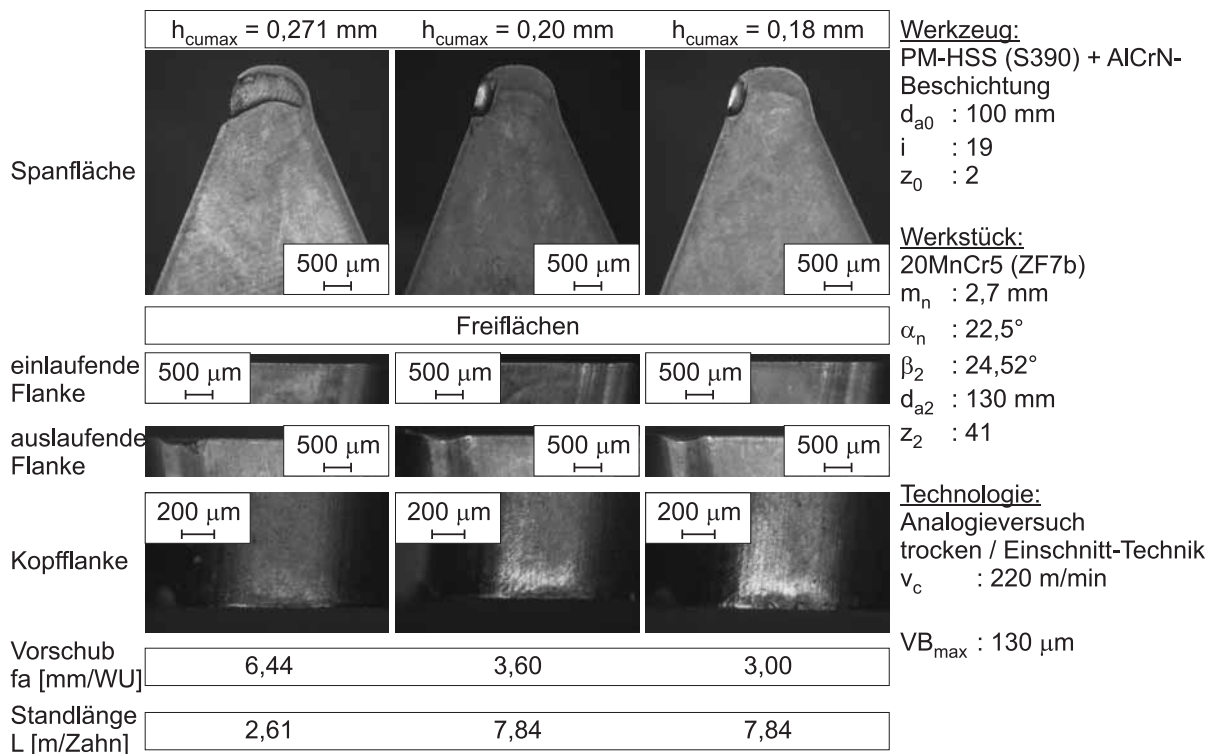 h_cumax = 0,271 mm
h_cumax = 0,20 mm
h_cumax = 0,18 mm
Spanfläche
500 µm
500 µm
500 µm
Freiflächen
einlaufende
Flanke
500 µm
500 µm
500 µm
auslaufende
Flanke
500 µm
500 µm
500 µm
Kopfflanke
200 µm
200 µm
200 µm
Vorschub
fa [mm/WU]
6,44
3,60
3,00
Standlänge
L [m/Zahn]
2,61
7,84
7,84
Werkzeug:
PM-HSS (S390) + AlCrN-
Beschichtung
d_a0 : 100 mm
i : 19
z_0 : 2
Werkstück:
20MnCr5 (ZF7b)
m_n : 2,7 mm
α_n : 22,5°
β_2 : 24,52°
d_a2 : 130 mm
z_2 : 41
Technologie:
Analogieversuch
trocken / Einschnitt-Technik
v_c : 220 m/min
VB_max : 130 µm